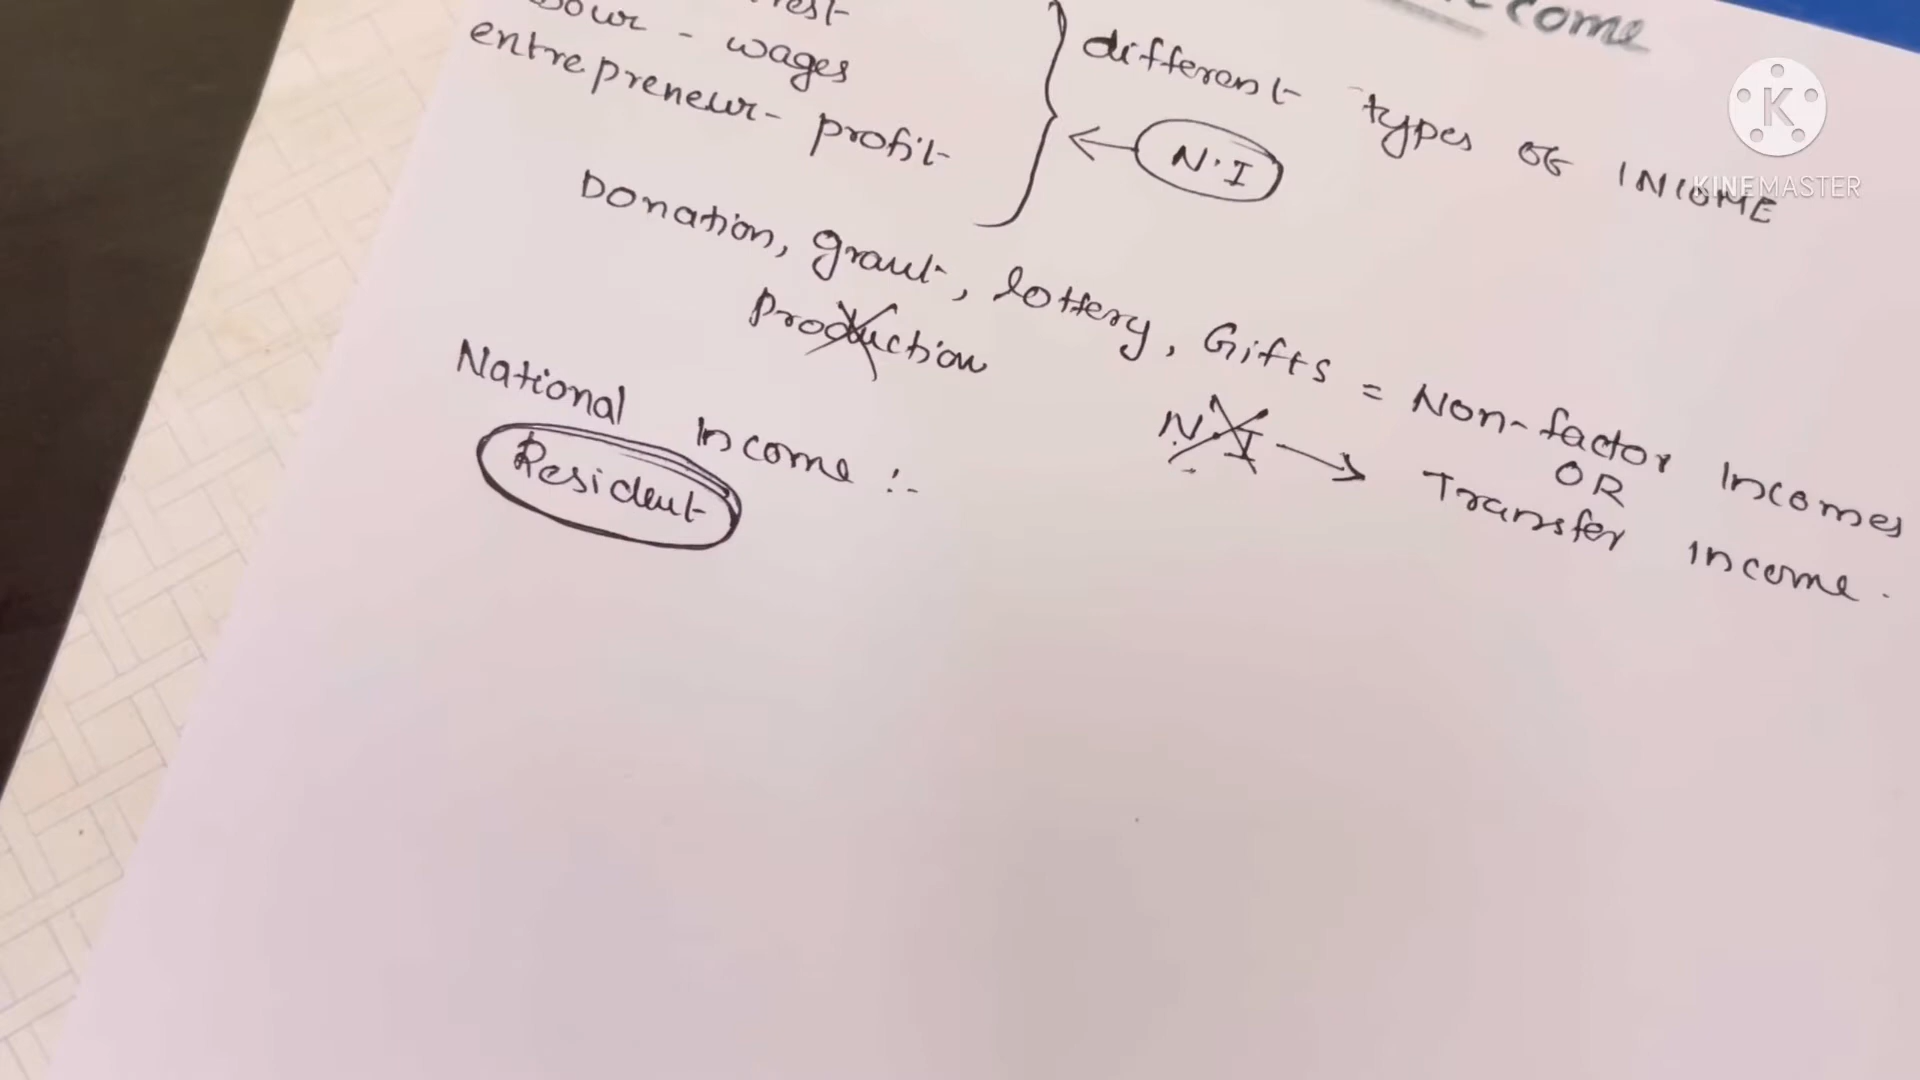 come
wages
entrepreneur - profit
different types of INCOME
N.I
Donation, grant, lottery, Gifts = Non-factor Incomes
Production
N.I → Transfer Income.
OR
National Income :-
Resident
K
KINEMASTER